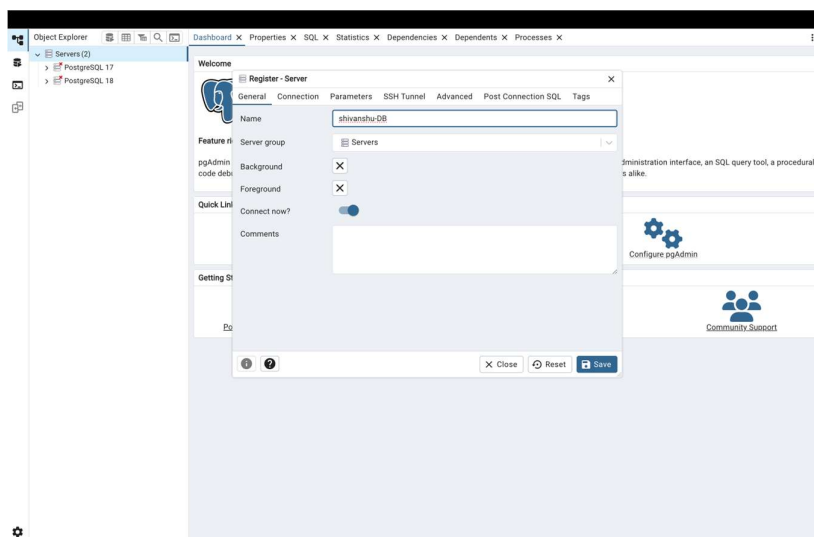 Object Explorer
Dashboard Properties SQL Statistics Dependencies Dependents Processes
Servers (2)
PostgreSQL 17
PostgreSQL 18
Welcome
Register - Server
General Connection Parameters SSH Tunnel Advanced Post Connection SQL Tags
Name shivanshu-DB
Server group Servers
Background
Foreground
Connect now?
Comments
Close Reset Save
Feature ri
pgAdmin
code deb
dministration interface, an SQL query tool, a procedural
s alike.
Quick Lin
Configure pgAdmin
Getting St
Po
Community Support